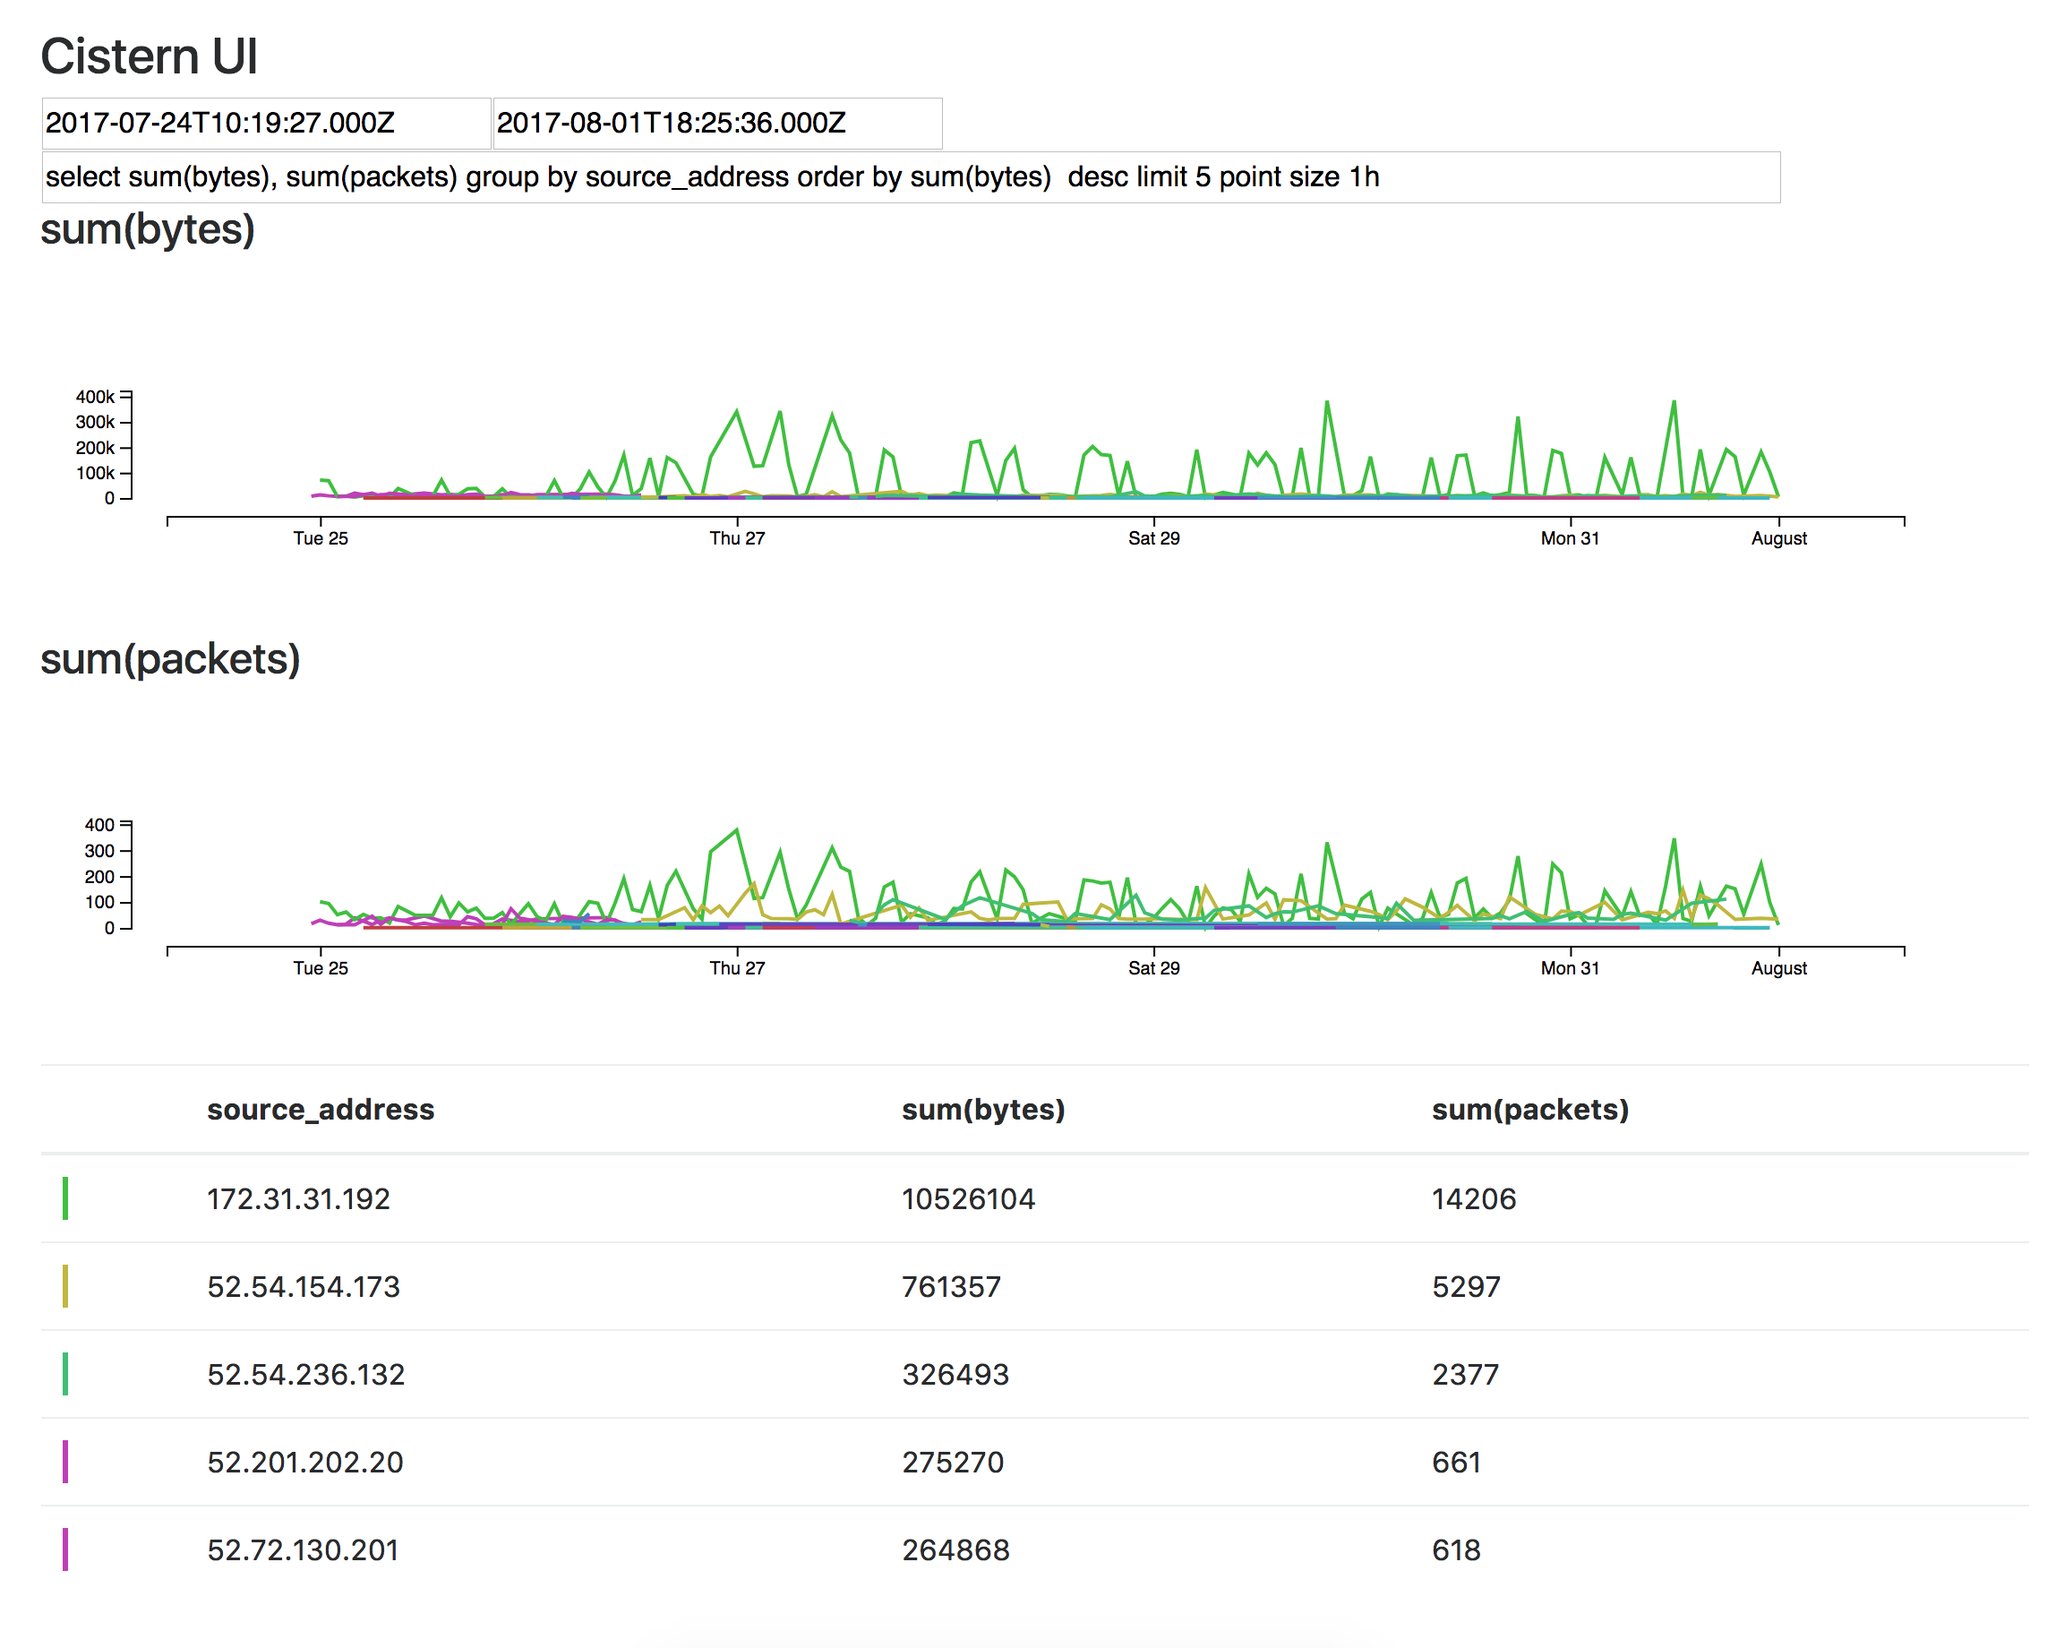 Cistern UI
2017-07-24T10:19:27.000Z 2017-08-01T18:25:36.000Z
select sum(bytes), sum(packets) group by source_address order by sum(bytes)  desc limit 5 point size 1h
sum(bytes)
400k
300k
200k
100k
0
Tue 25 Thu 27 Sat 29 Mon 31 August
sum(packets)
400
300
200
100
0
Tue 25 Thu 27 Sat 29 Mon 31 August
source_address sum(bytes) sum(packets)
172.31.31.192 10526104 14206
52.54.154.173 761357 5297
52.54.236.132 326493 2377
52.201.202.20 275270 661
52.72.130.201 264868 618